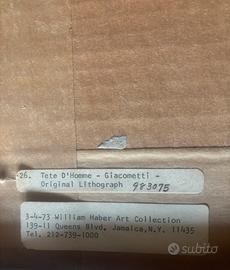 26. Tete D'Homme - Giacometti -
Original Lithograph 983075
3-4-73 William Haber Art Collection
139-11 Queens Blvd, Jamaica, N.Y. 11435
Tel. 212-739-1000
subito